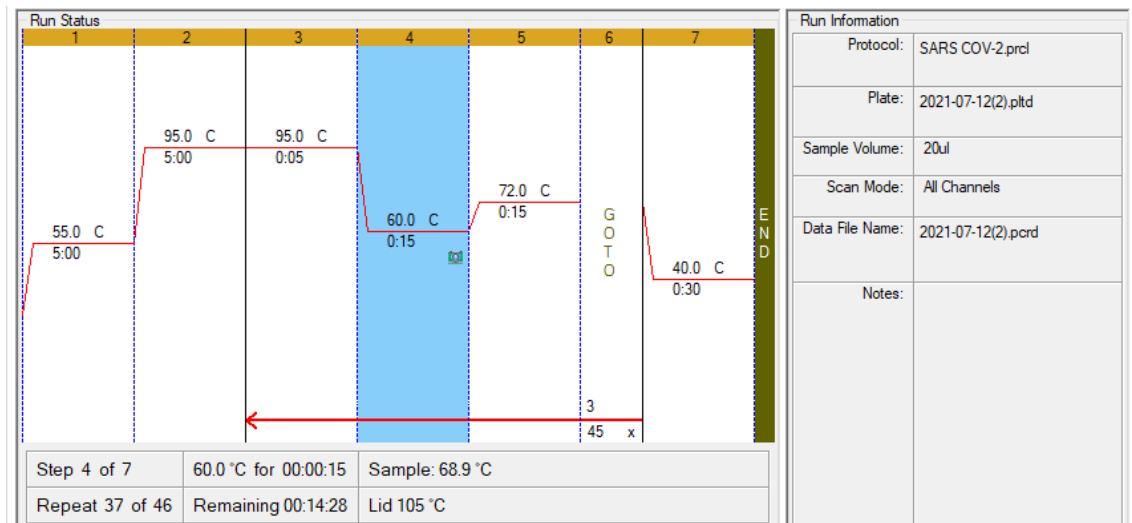 Run Status
1 2 3 4 5 6 7
95.0 C
5:00
95.0 C
0:05
72.0 C
0:15
60.0 C
0:15
55.0 C
5:00
GOTO
END
40.0 C
0:30
3
45 x
Step 4 of 7 60.0 °C for 00:00:15 Sample: 68.9 °C
Repeat 37 of 46 Remaining 00:14:28 Lid 105 °C
Run Information
Protocol: SARS COV-2.prcl
Plate: 2021-07-12(2).pltd
Sample Volume: 20ul
Scan Mode: All Channels
Data File Name: 2021-07-12(2).pcrd
Notes: